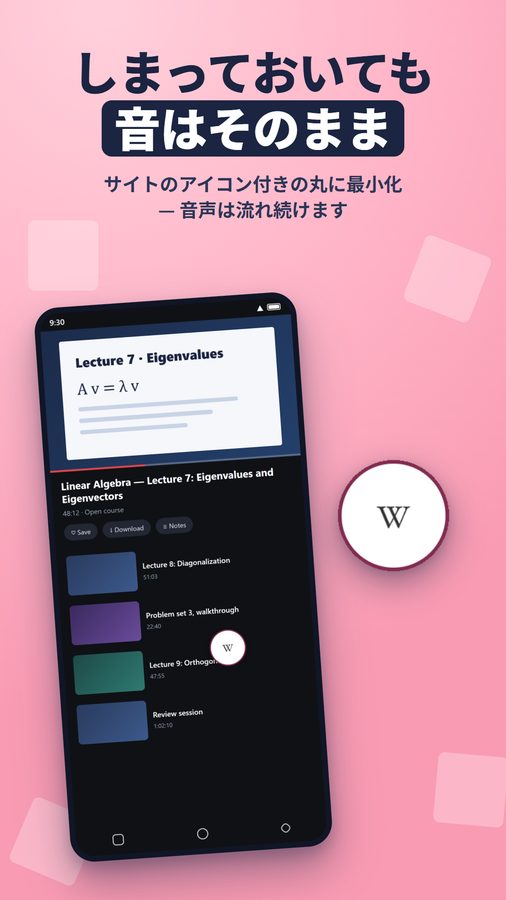 しまっておいても
音はそのまま
サイトのアイコン付きの丸に最小化
— 音声は流れ続けます
9:30
Lecture 7 · Eigenvalues
A v = λ v
Linear Algebra — Lecture 7: Eigenvalues and
Eigenvectors
48:12 · Open course
♡ Save
↓ Download
≡ Notes
Lecture 8: Diagonalization
51:03
Problem set 3, walkthrough
22:40
W
Lecture 9:
W
47:55
Review session
1:02:10